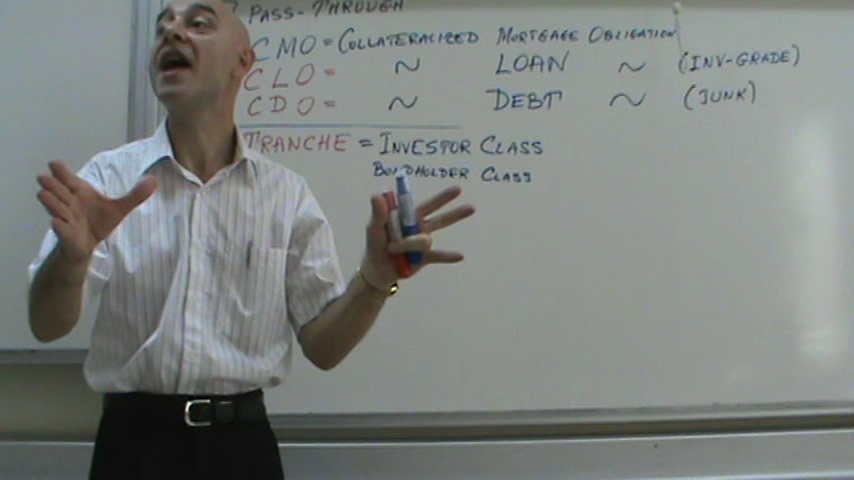 PASS-THROUGH
CMO = COLLATERALIZED MORTGAGE OBLIGATION
CLO = ~ LOAN ~ (INV-GRADE)
CDO = ~ DEBT ~ (JUNK)
TRANCHE = INVESTOR CLASS
BONDHOLDER CLASS